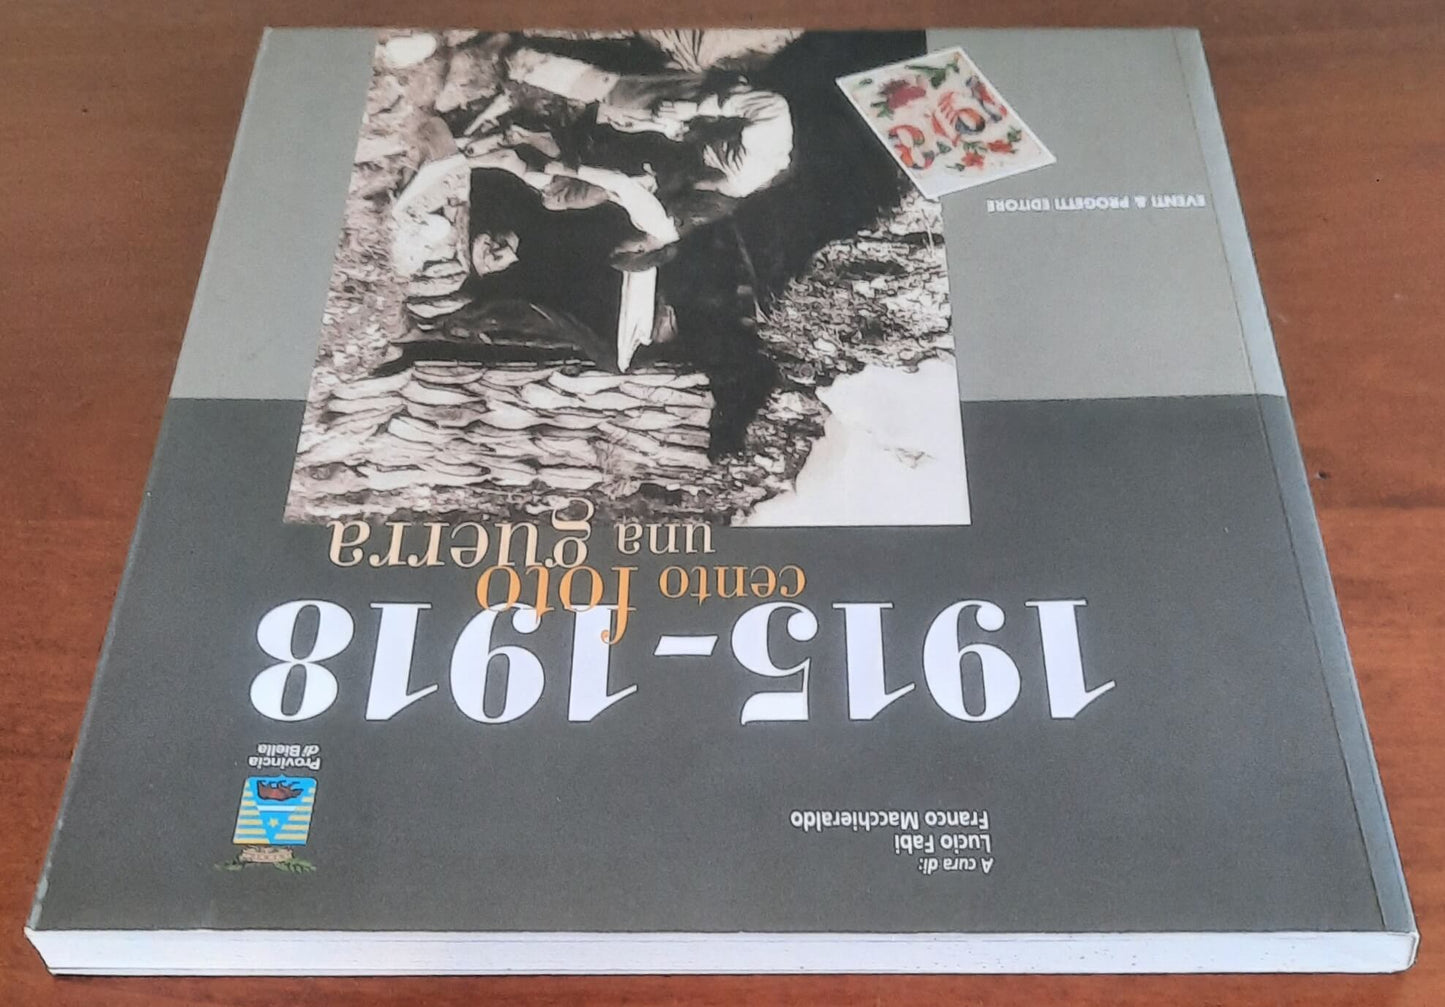 A cura di:
Lucio Fabi
Franco Macchieraldo
Provincia
di Biella
1915-1918
cento foto
una guerra
EVENTI & PROGETTI EDITORE